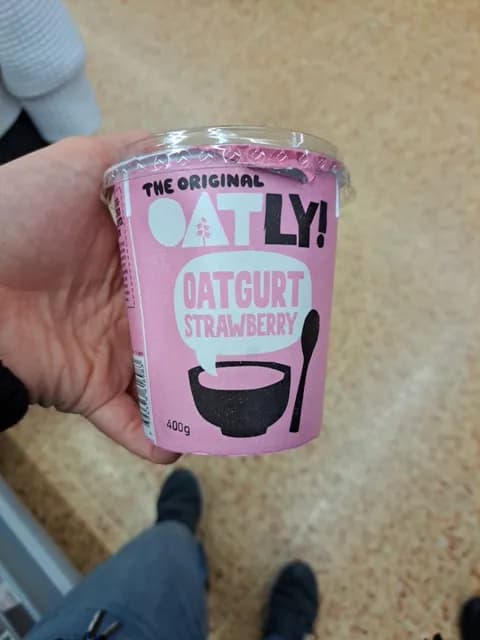 THE ORIGINAL
OATLY!
OATGURT
STRAWBERRY
400g